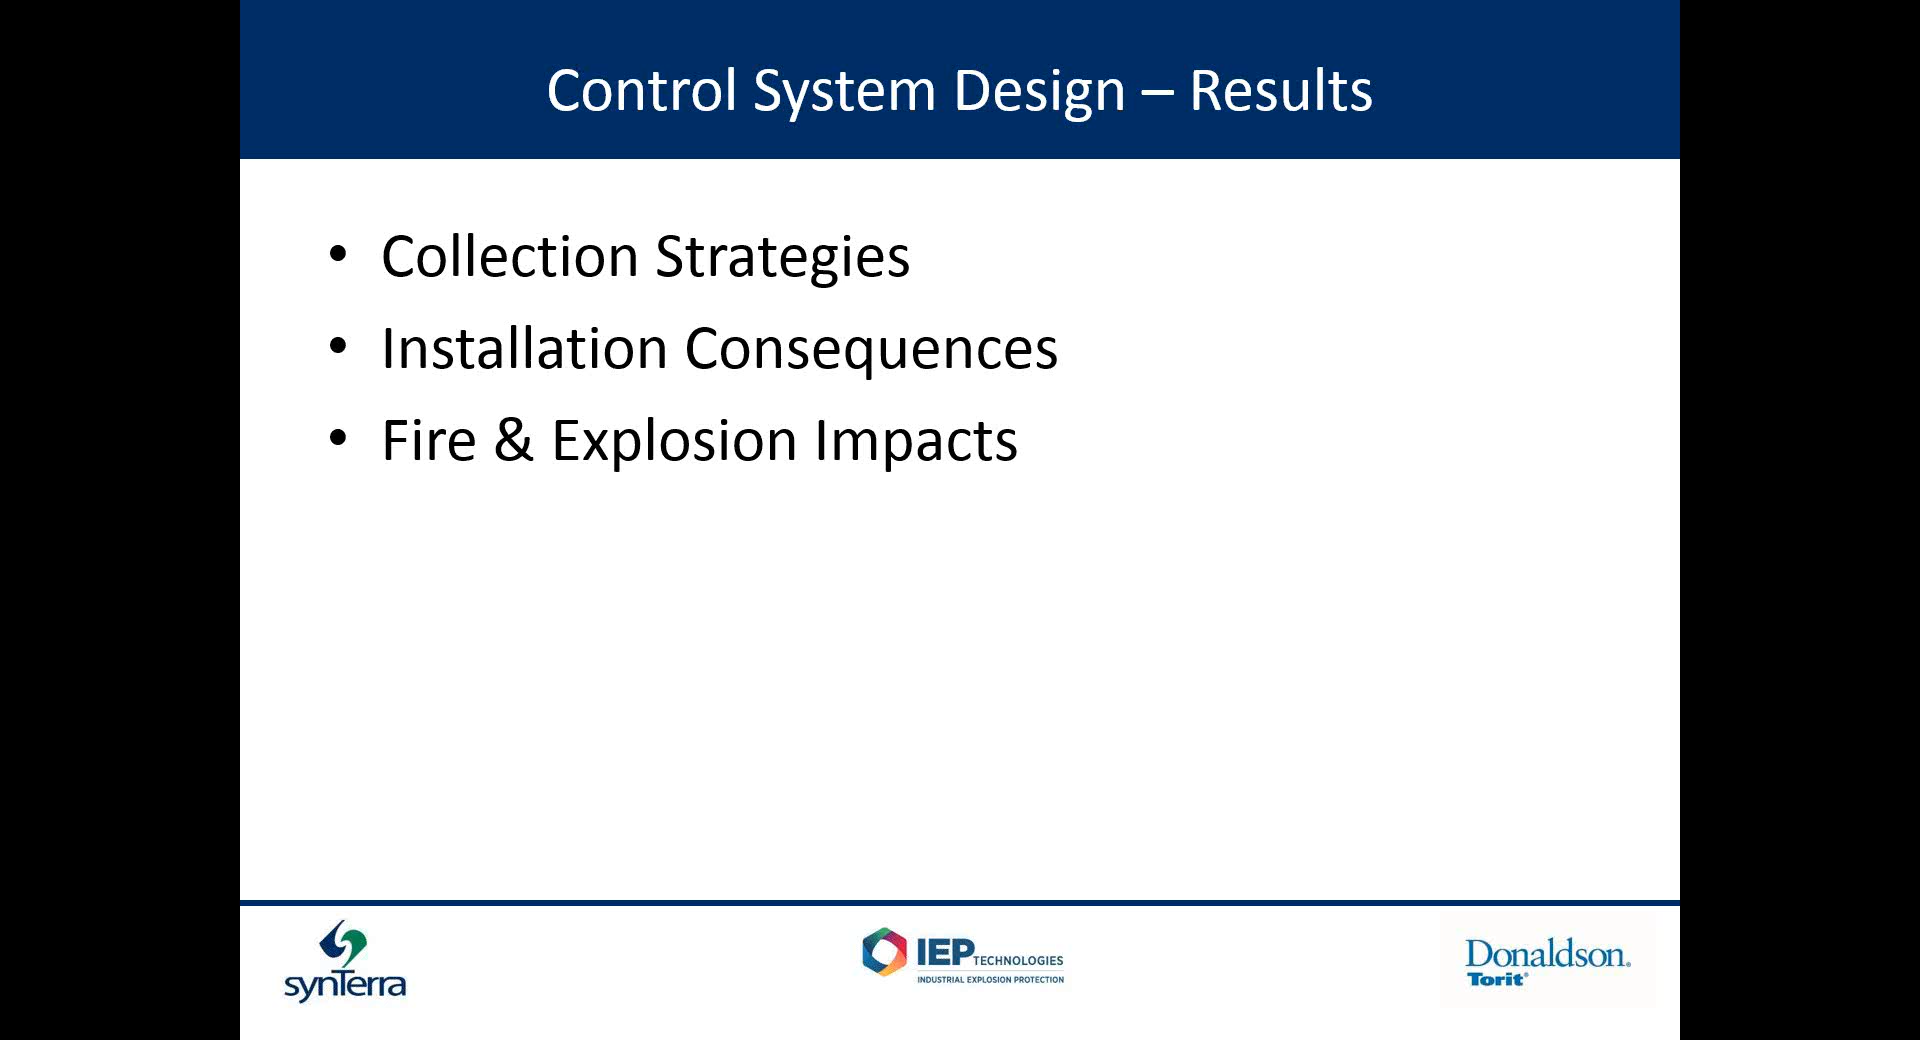 Control System Design – Results
• Collection Strategies
• Installation Consequences
• Fire & Explosion Impacts
synTerra
IEP TECHNOLOGIES
INDUSTRIAL EXPLOSION PROTECTION
Donaldson®
Torit®